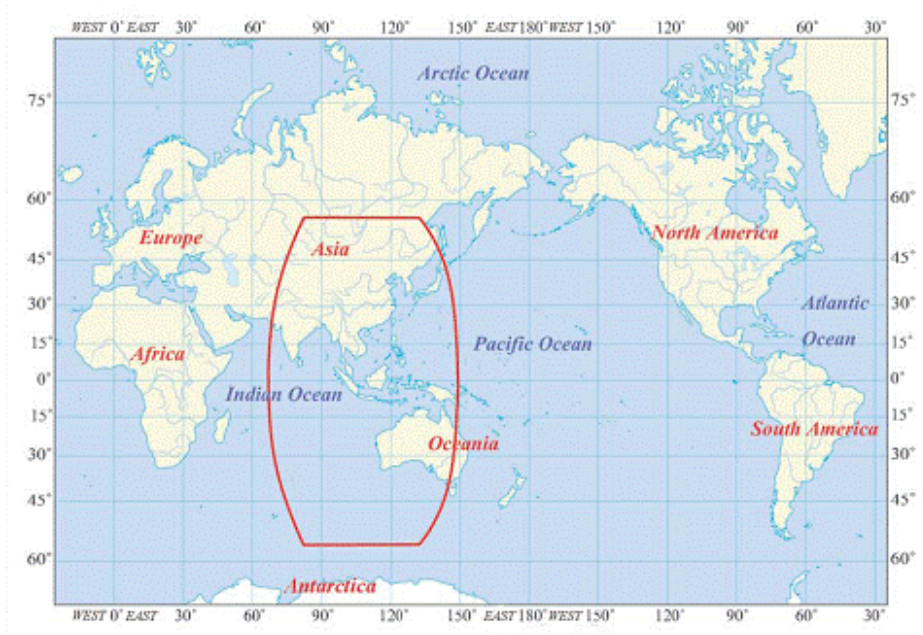 WEST 0° EAST 30° 60° 90° 120° 150° EAST 180° WEST 150° 120° 90° 60° 30°
Arctic Ocean
75° 75°
60° 60°
Europe Asia North America
45° 45°
30° Atlantic 30°
15° Pacific Ocean Ocean 15°
Africa
0° 0°
Indian Ocean
15° 15°
Oceania South America
30° 30°
45° 45°
60° 60°
Antarctica
WEST 0° EAST 30° 60° 90° 120° 150° EAST 180° WEST 150° 120° 90° 60° 30°